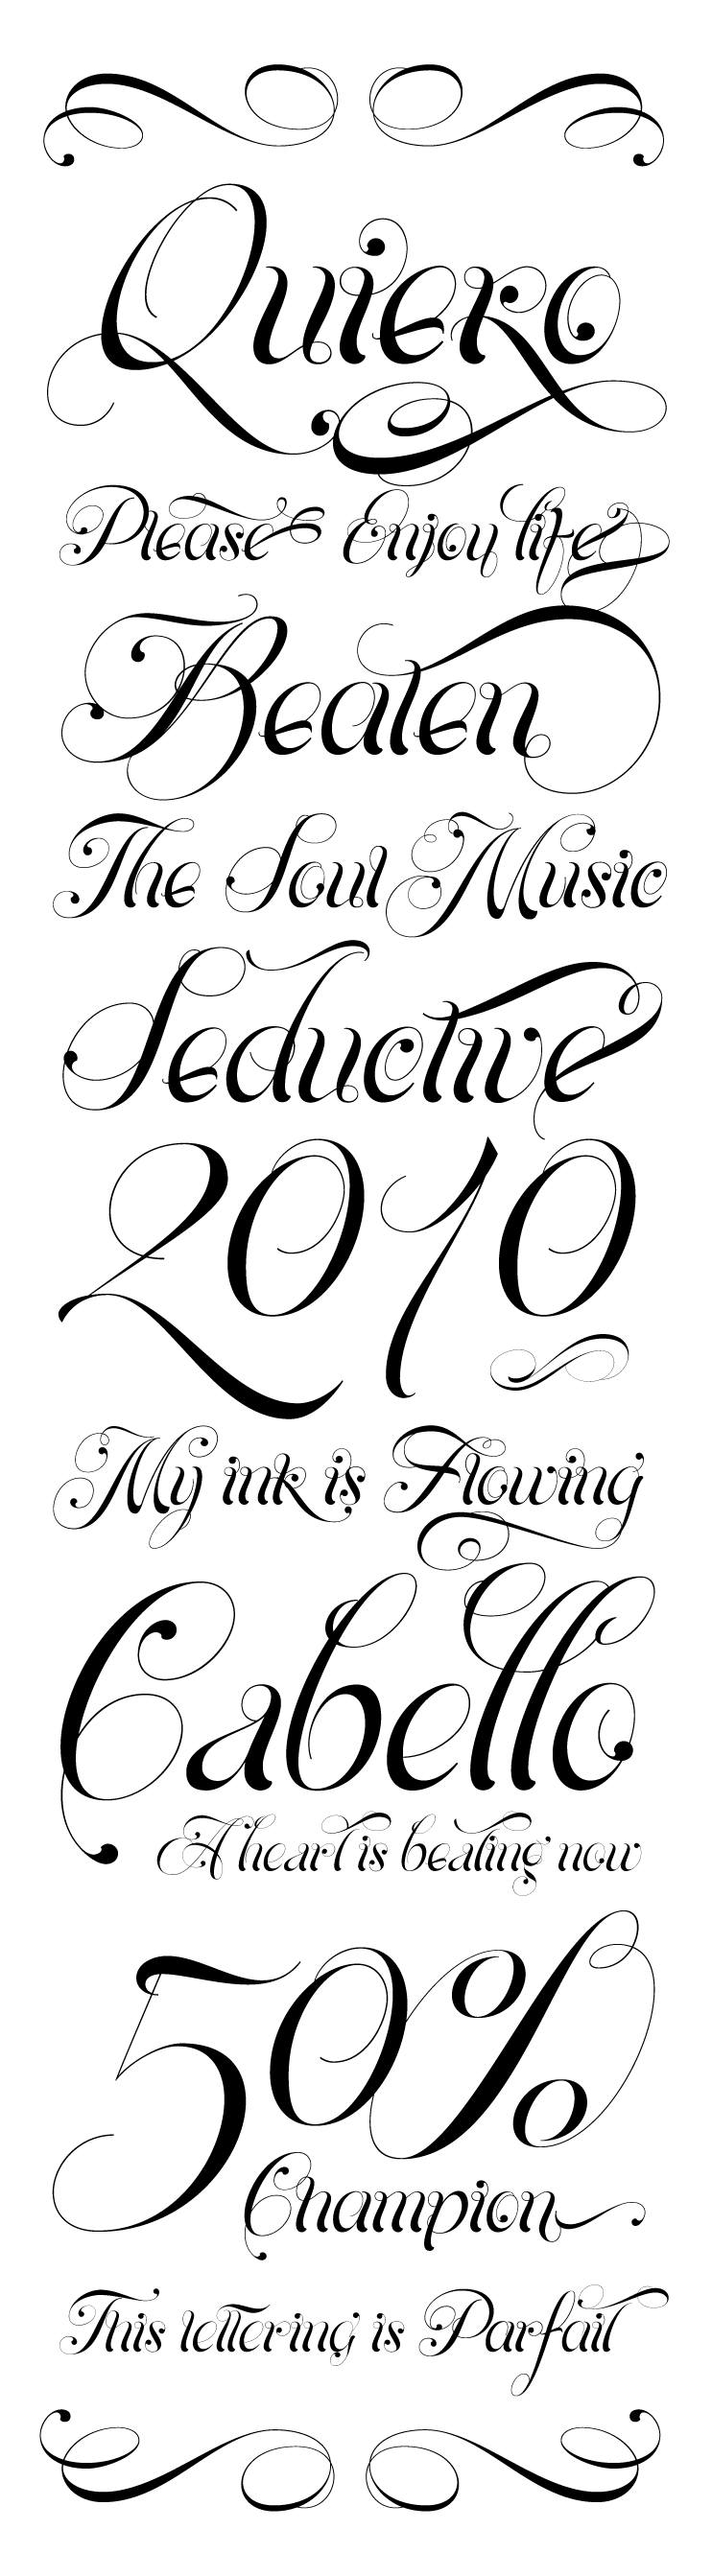 Quiero
Please Enjoy life
Beaten
The Soul Music
Seductive
2010
My ink is Flowing
Cabello
A heart is beating now
50%
Champion
This lettering is Parfait